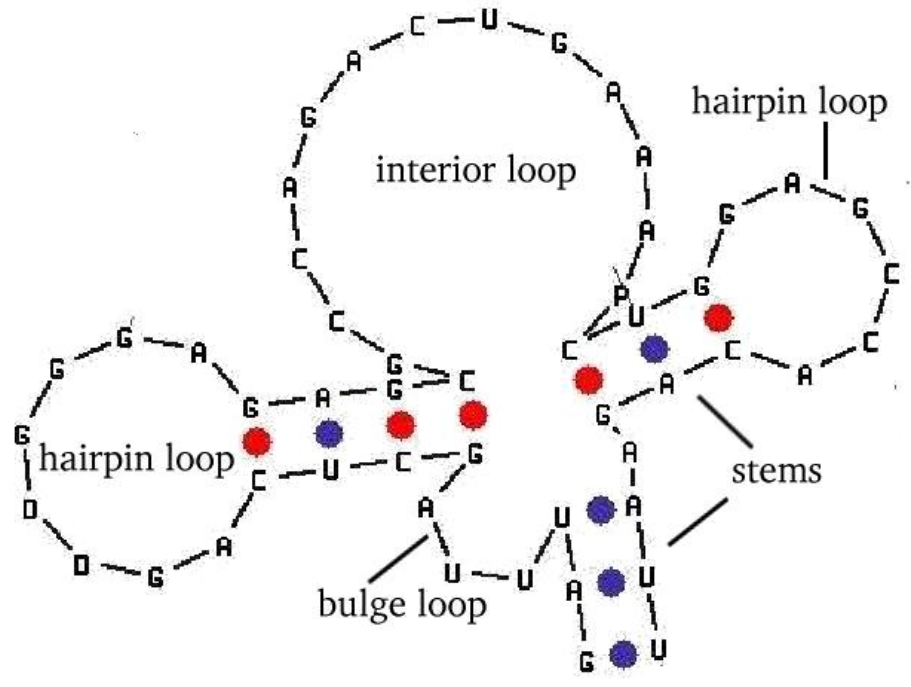 C U
A G
G A
hairpin loop
interior loop
A A
G A G
A
C C
P U G
C
G G A
C C C
G C A A
G A G G
G
hairpin loop
C U C G A
stems
D A U A
D G A
U U A U
bulge loop
G U